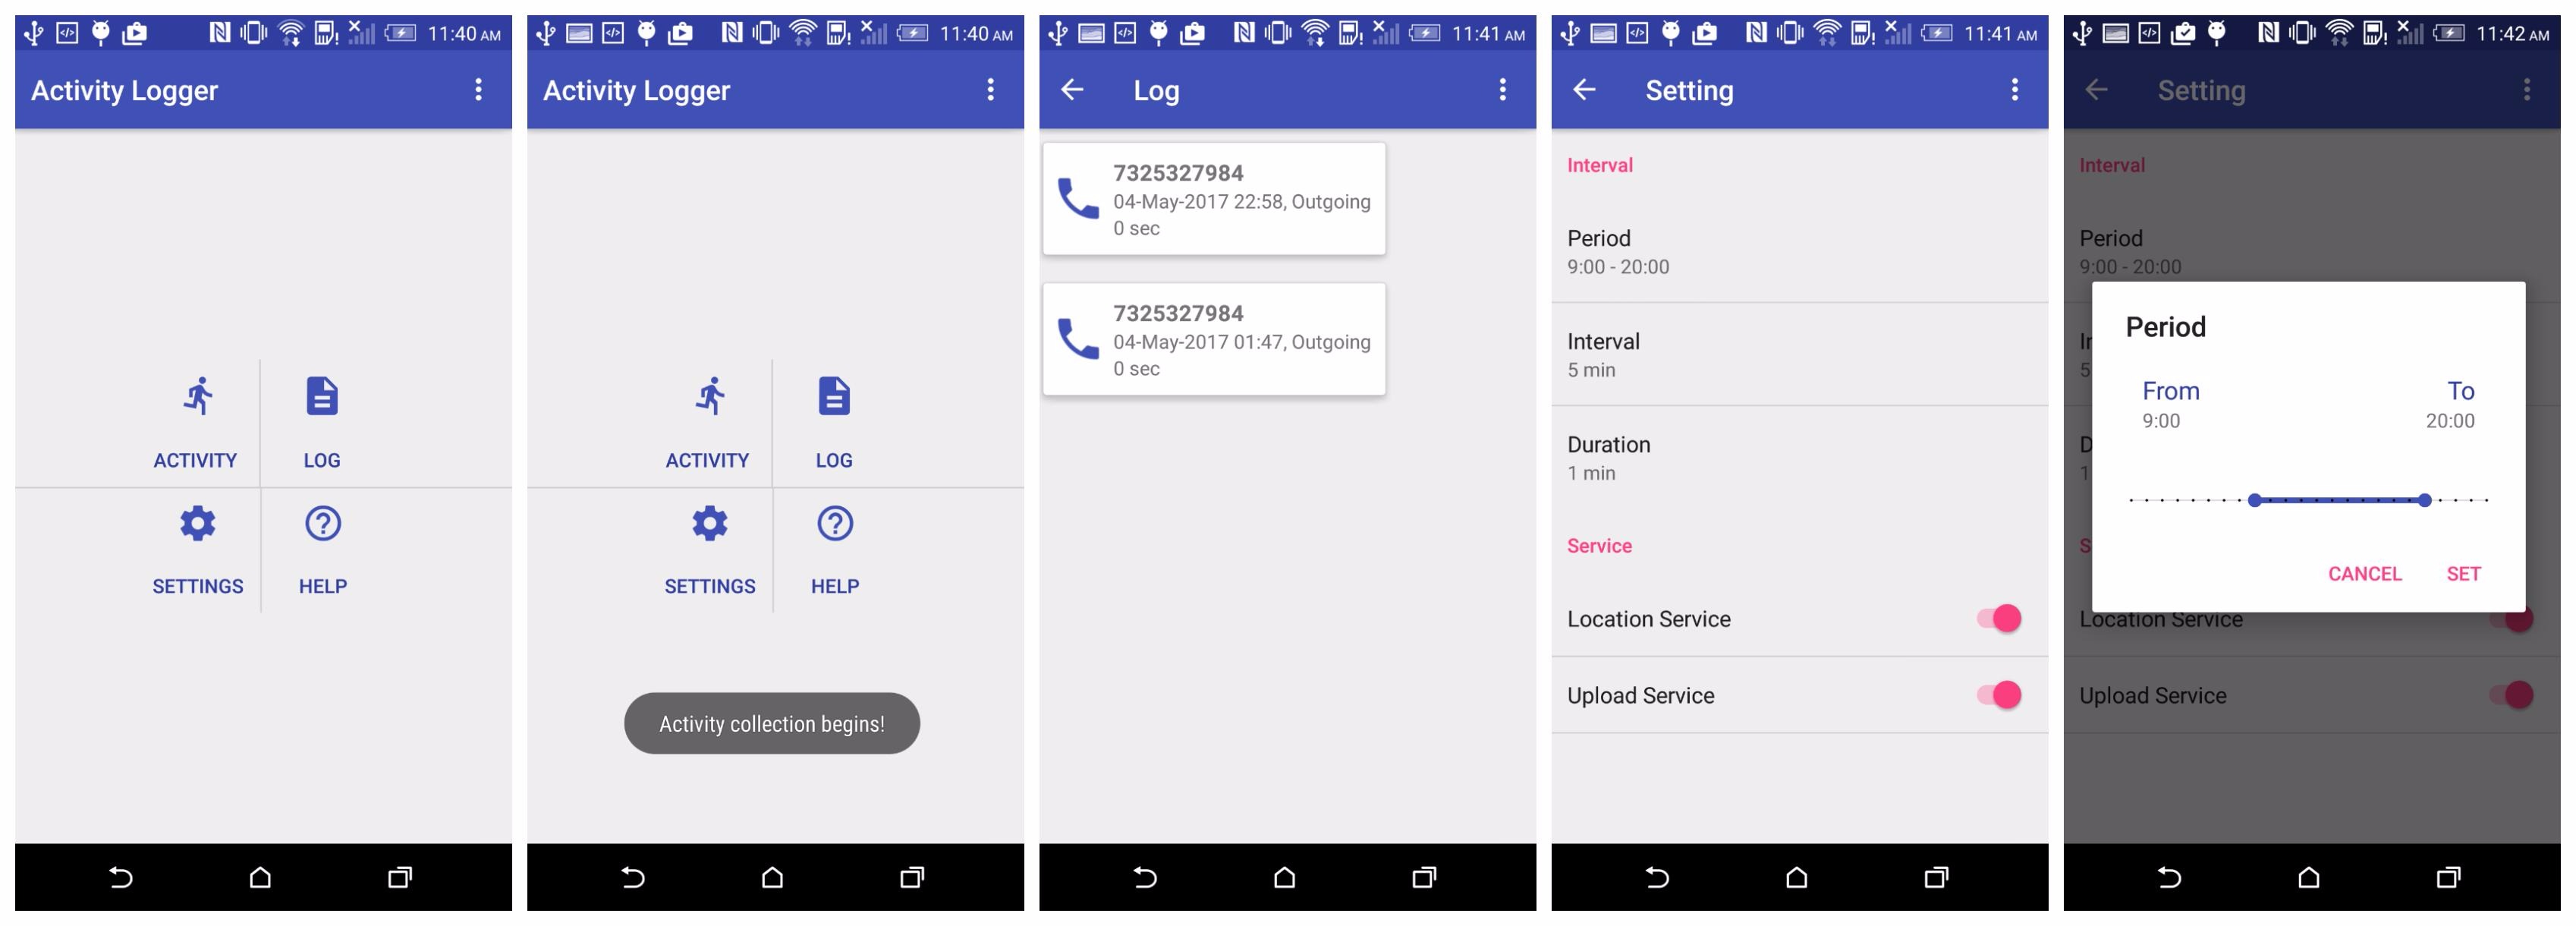 11:40 AM
Activity Logger
ACTIVITY
LOG
SETTINGS
HELP
11:40 AM
Activity Logger
ACTIVITY
LOG
SETTINGS
HELP
Activity collection begins!
11:41 AM
Log
7325327984
04-May-2017 22:58, Outgoing
0 sec
7325327984
04-May-2017 01:47, Outgoing
0 sec
11:41 AM
Setting
Interval
Period
9:00 - 20:00
Interval
5 min
Duration
1 min
Service
Location Service
Upload Service
11:42 AM
Setting
Interval
Period
9:00 - 20:00
Period
From
To
9:00
20:00
CANCEL
SET
Location Service
Upload Service